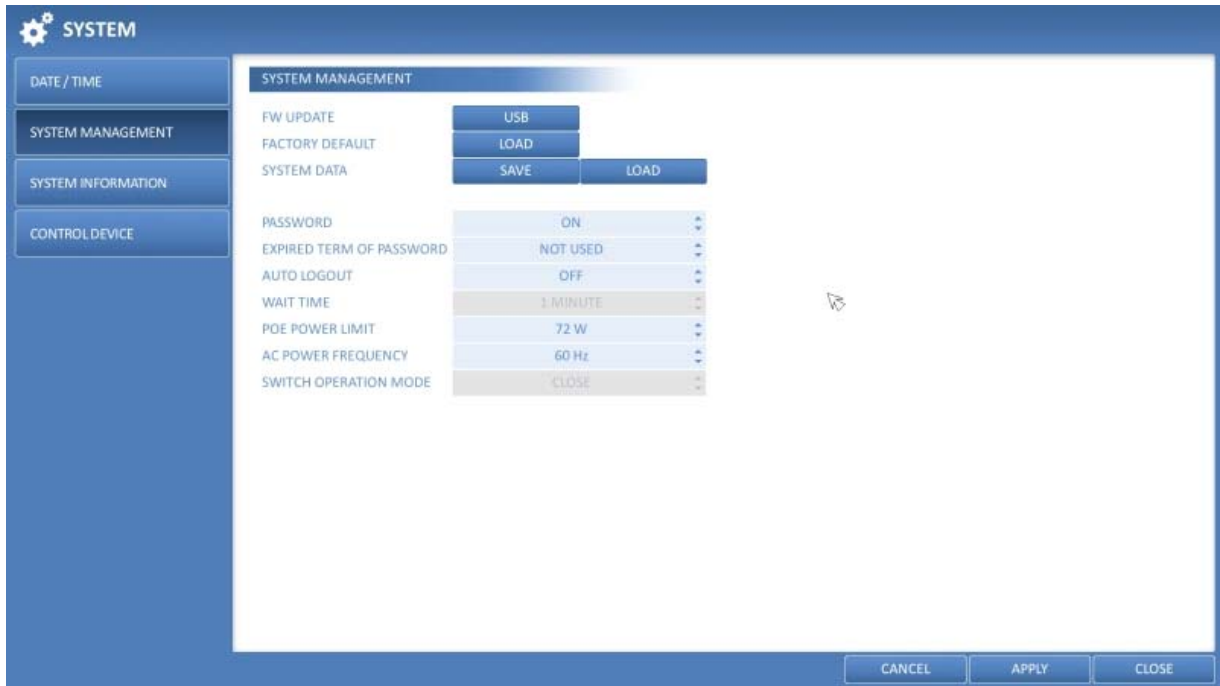 SYSTEM
DATE / TIME
SYSTEM MANAGEMENT
SYSTEM INFORMATION
CONTROL DEVICE
SYSTEM MANAGEMENT
FW UPDATE USB
FACTORY DEFAULT LOAD
SYSTEM DATA SAVE LOAD
PASSWORD ON
EXPIRED TERM OF PASSWORD NOT USED
AUTO LOGOUT OFF
WAIT TIME 1 MINUTE
POE POWER LIMIT 72 W
AC POWER FREQUENCY 60 Hz
SWITCH OPERATION MODE CLOSE
CANCEL APPLY CLOSE